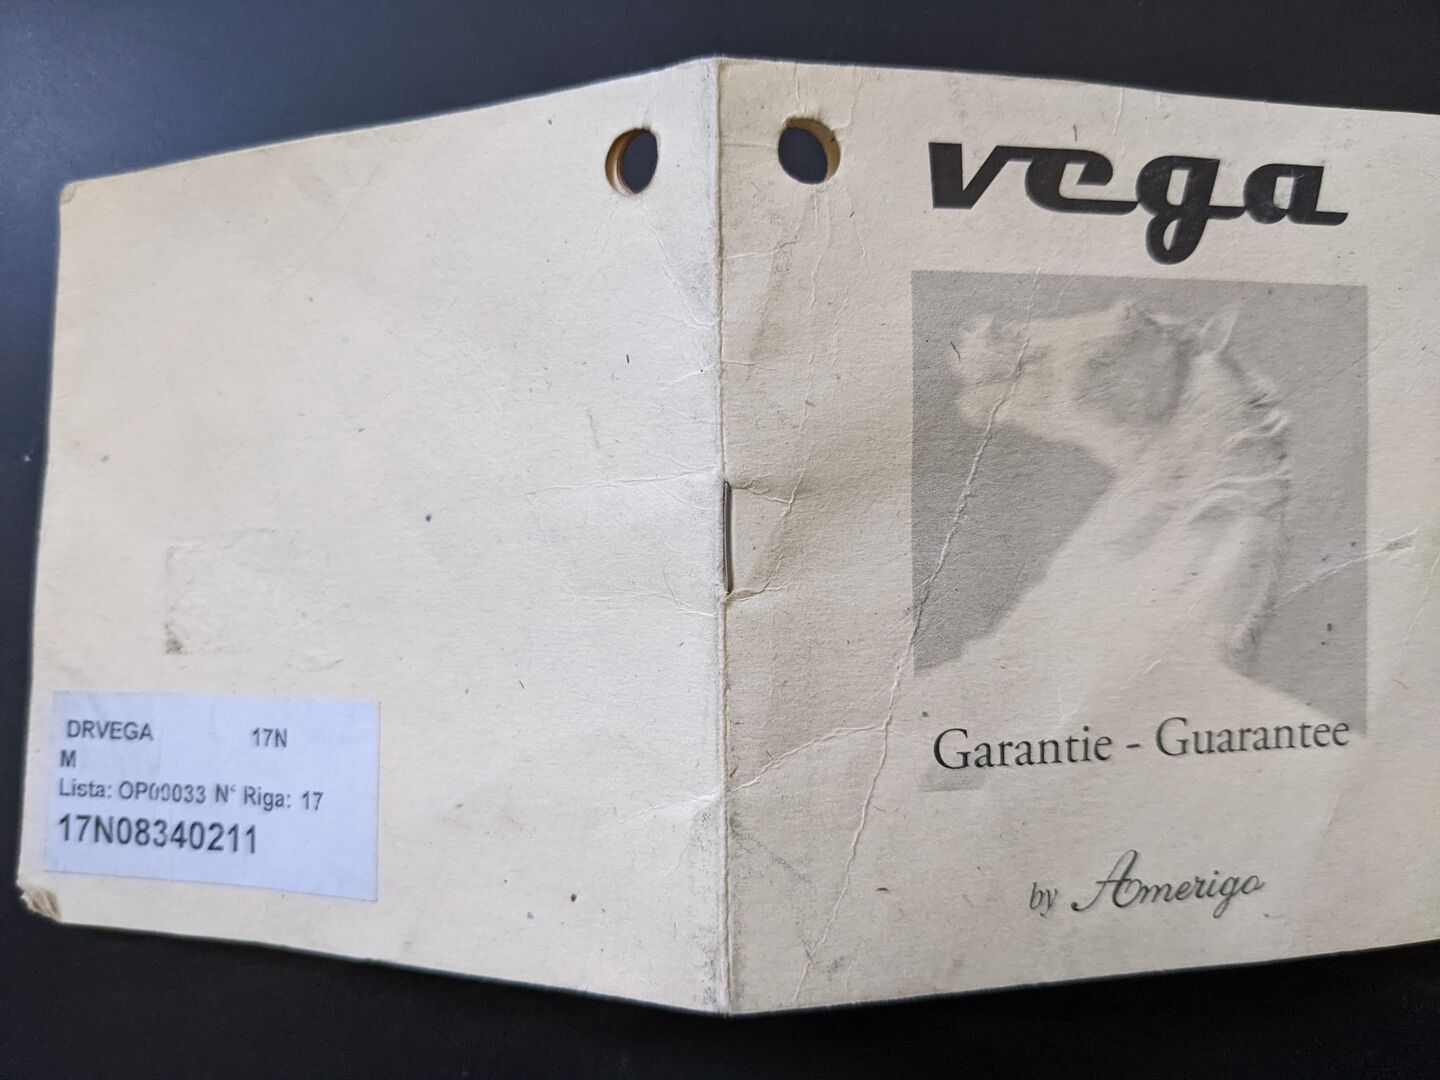 DRVEGA 17N
M
Lista: OP00033 N° Riga: 17
17N08340211
vega
Garantie - Guarantee
by Amerigo